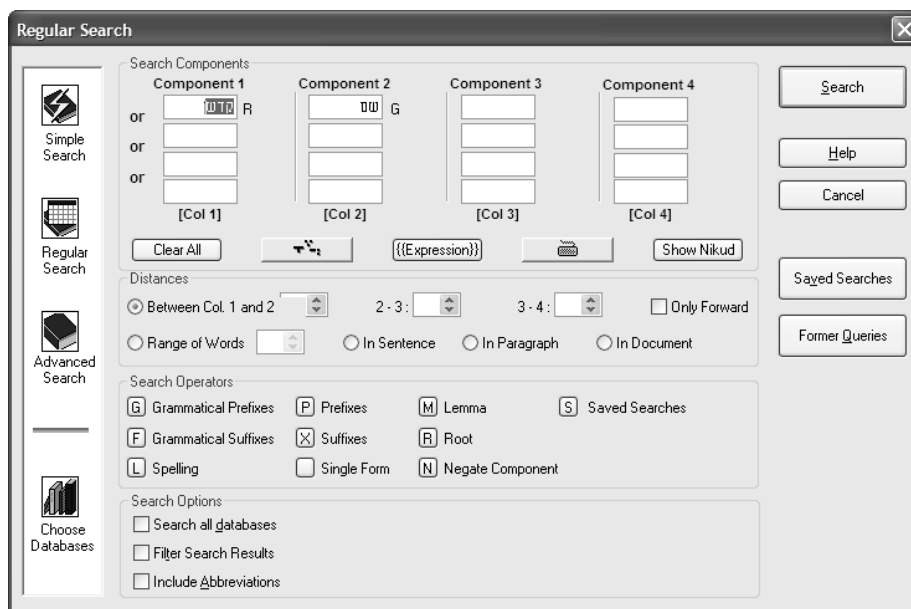 Regular Search
Simple Search
Regular Search
Advanced Search
Choose Databases
Search Components
Component 1 Component 2 Component 3 Component 4
or קדש R שם G
or
or
[Col 1] [Col 2] [Col 3] [Col 4]
Clear All {{Expression}} Show Nikud
Distances
Between Col. 1 and 2 2 - 3 : 3 - 4 : Only Forward
Range of Words In Sentence In Paragraph In Document
Search Operators
G Grammatical Prefixes P Prefixes M Lemma S Saved Searches
F Grammatical Suffixes X Suffixes R Root
L Spelling Single Form N Negate Component
Search Options
Search all databases
Filter Search Results
Include Abbreviations
Search
Help
Cancel
Saved Searches
Former Queries